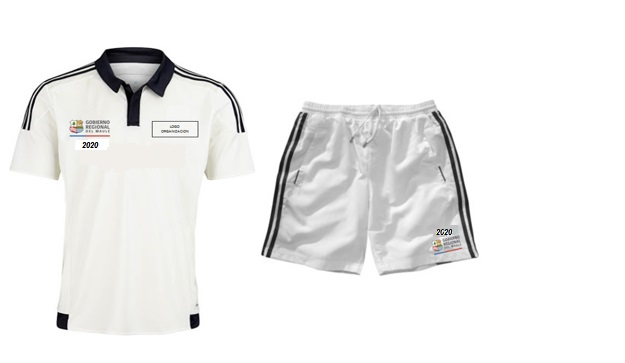 GOBIERNO
REGIONAL
DEL MAULE
LOGO
ORGANIZACION
2020
2020
GOBIERNO
REGIONAL
DEL MAULE